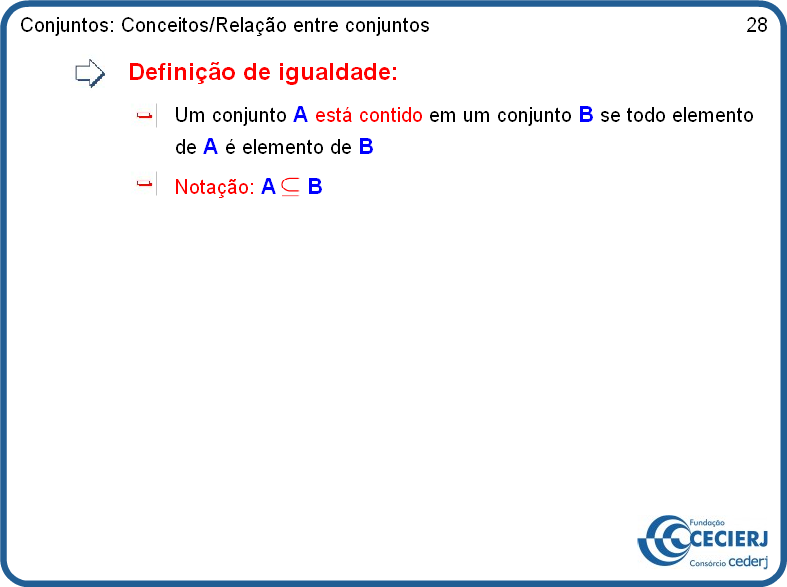 Conjuntos: Conceitos/Relação entre conjuntos 28
Definição de igualdade:
Um conjunto A está contido em um conjunto B se todo elemento
de A é elemento de B
Notação: A ⊆ B
Fundação
CECIERJ
Consórcio cederj